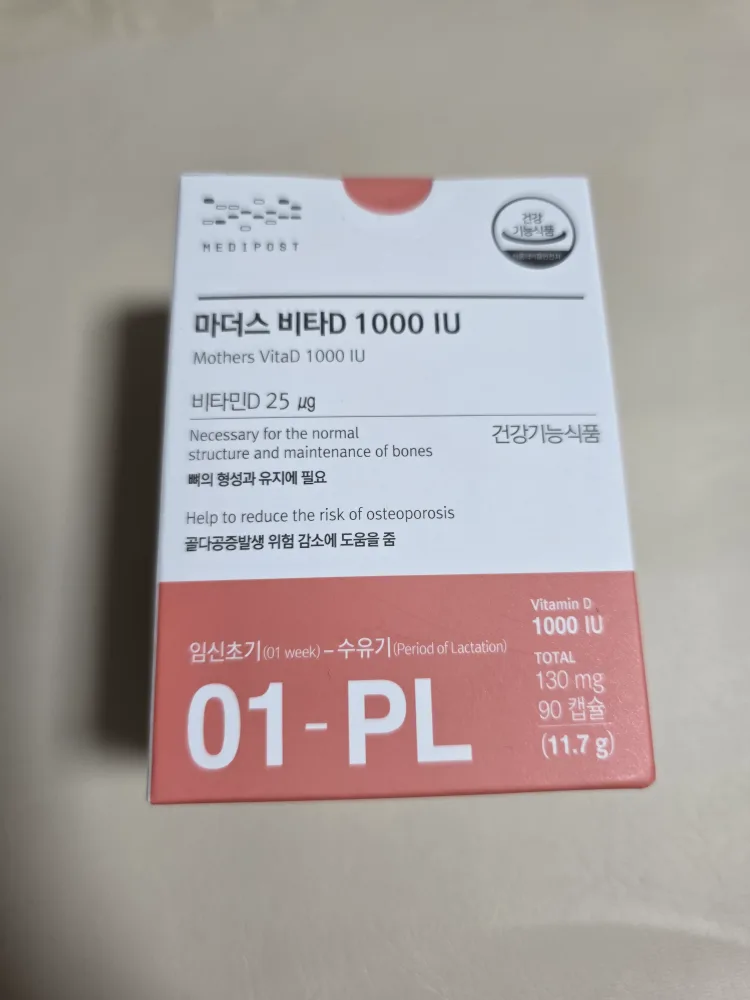 MEDIPOST
건강
기능식품
마더스 비타D 1000 IU
Mothers VitaD 1000 IU
비타민D 25 μg
Necessary for the normal
structure and maintenance of bones
건강기능식품
뼈의 형성과 유지에 필요
Help to reduce the risk of osteoporosis
골다공증발생 위험 감소에 도움을 줌
임신초기(01 week) – 수유기(Period of Lactation)
01 - PL
Vitamin D
1000 IU
TOTAL
130 mg
90 캡슐
(11.7 g)